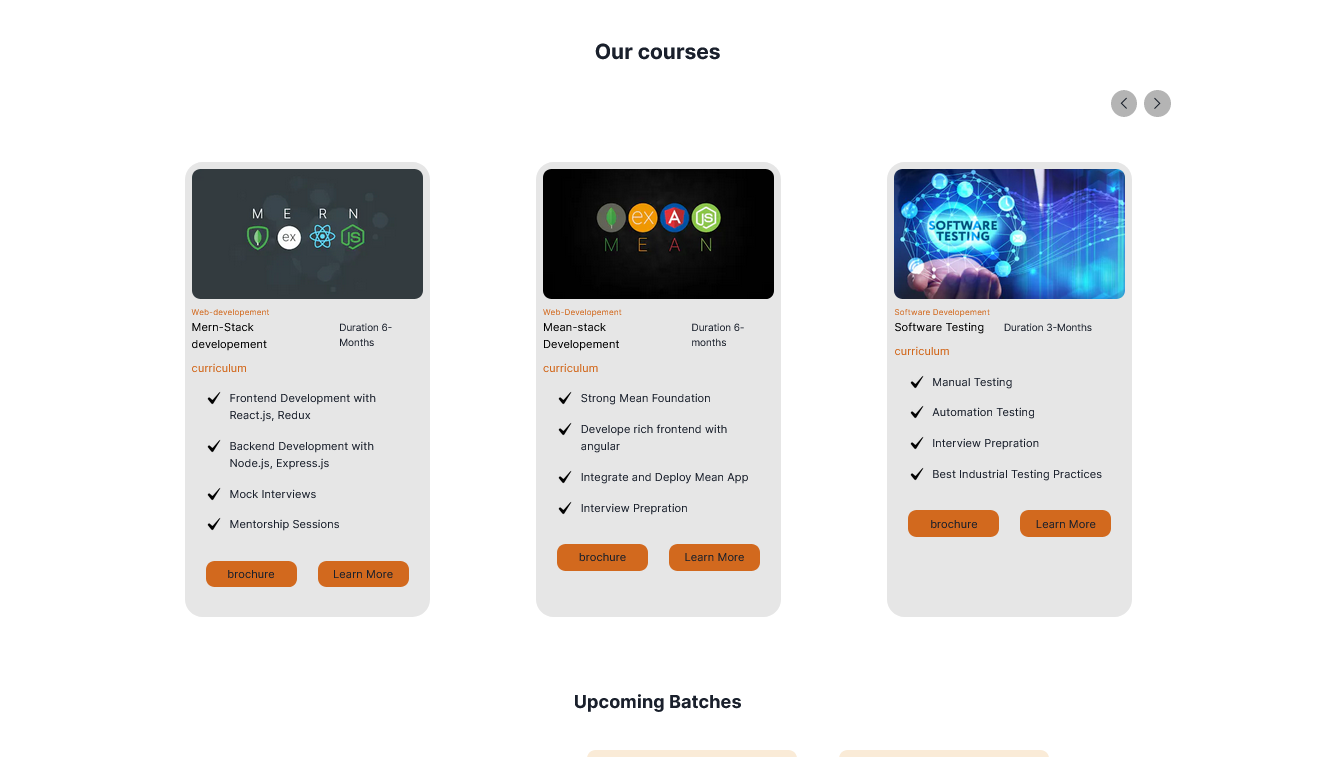 Our courses
M E R N
ex
JS
Web-developement
Mern-Stack
developement
Duration 6-
Months
curriculum
Frontend Development with
React.js, Redux
Backend Development with
Node.js, Express.js
Mock Interviews
Mentorship Sessions
brochure
Learn More
ex
A
JS
M E A N
Web-Developement
Mean-stack
Developement
Duration 6-
months
curriculum
Strong Mean Foundation
Develope rich frontend with
angular
Integrate and Deploy Mean App
Interview Prepration
brochure
Learn More
SOFTWARE
TESTING
Software Developement
Software Testing
Duration 3-Months
curriculum
Manual Testing
Automation Testing
Interview Prepration
Best Industrial Testing Practices
brochure
Learn More
Upcoming Batches